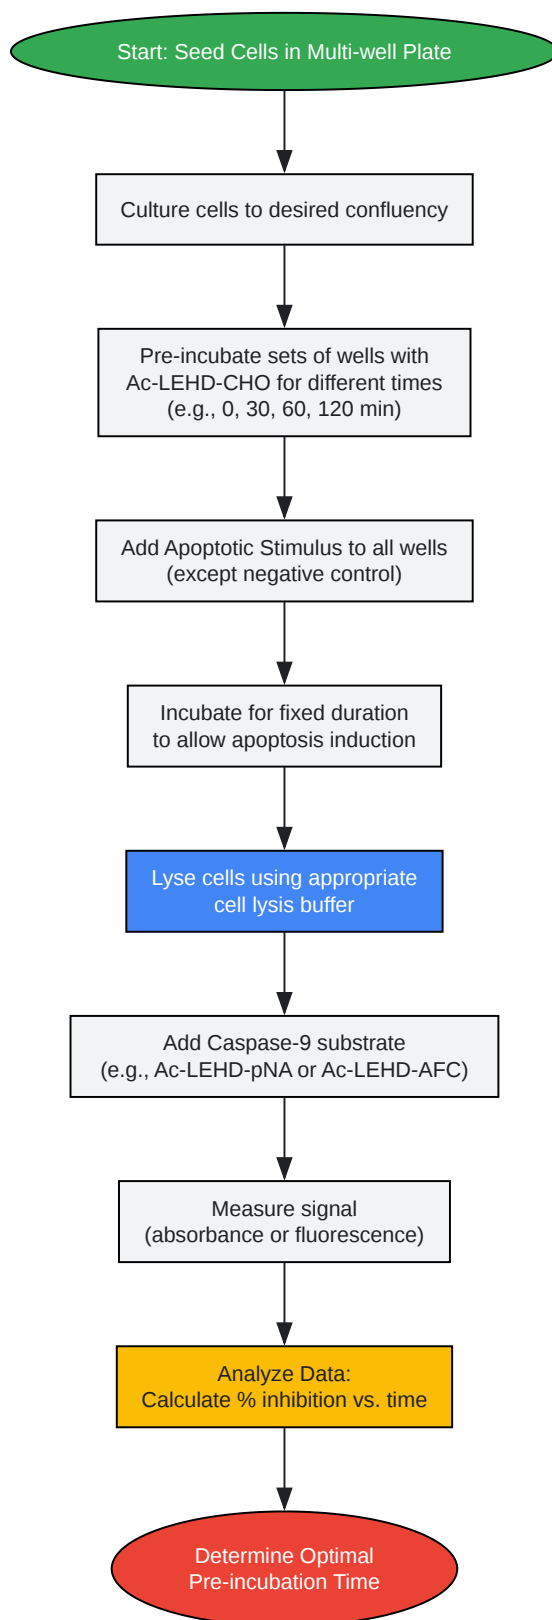 Start: Seed Cells in Multi-well Plate
Culture cells to desired confluency
Pre-incubate sets of wells with
Ac-LEHD-CHO for different times
(e.g., 0, 30, 60, 120 min)
Add Apoptotic Stimulus to all wells
(except negative control)
Incubate for fixed duration
to allow apoptosis induction
Lyse cells using appropriate
cell lysis buffer
Add Caspase-9 substrate
(e.g., Ac-LEHD-pNA or Ac-LEHD-AFC)
Measure signal
(absorbance or fluorescence)
Analyze Data:
Calculate % inhibition vs. time
Determine Optimal
Pre-incubation Time